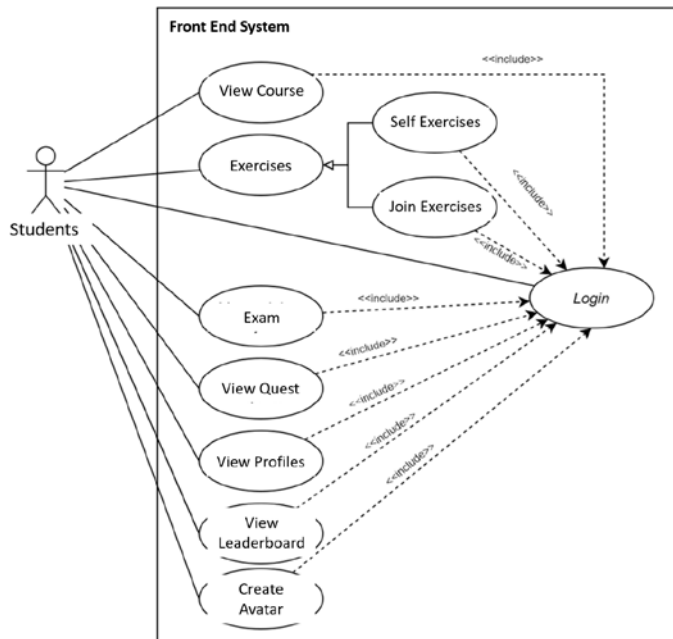 Front End System
<<include>>
View Course
Self Exercises
Exercises
<<include>>
Join Exercises
<<include>>
Students
Login
<<include>>
Exam
<<include>>
View Quest
<<include>>
View Profiles
<<include>>
<<include>>
View
Leaderboard
Create
Avatar